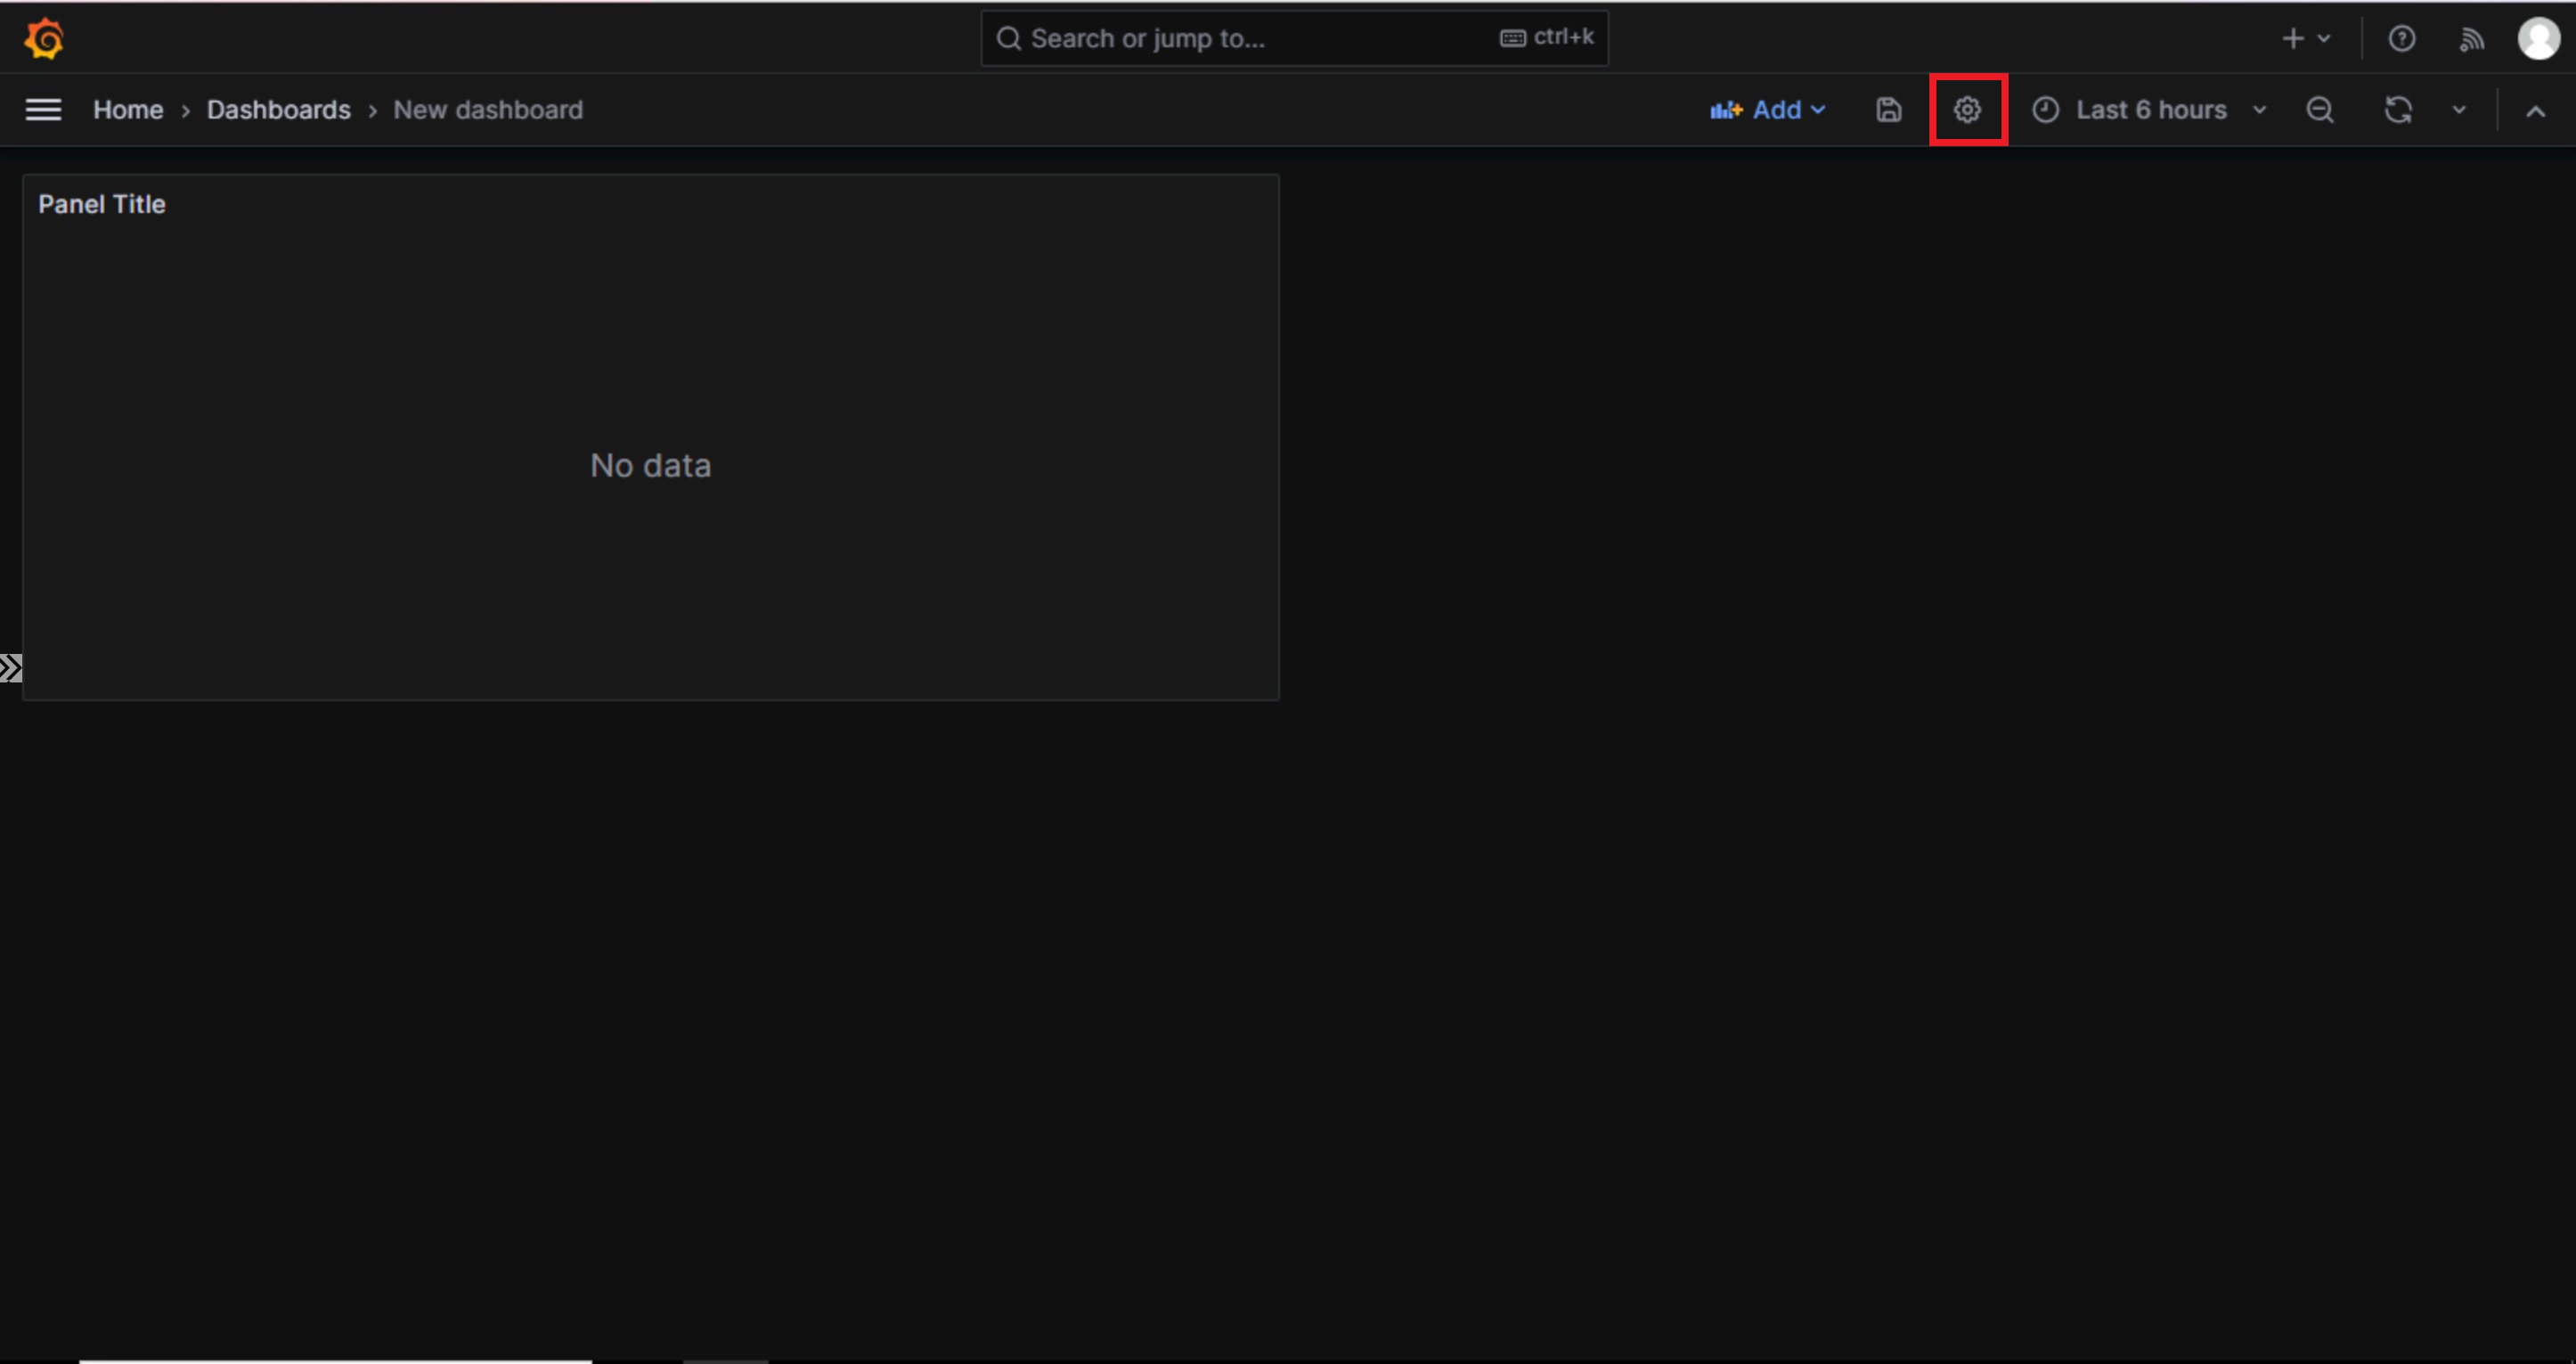 Search or jump to... ctrl+k
Home › Dashboards › New dashboard Add Last 6 hours
Panel Title
No data